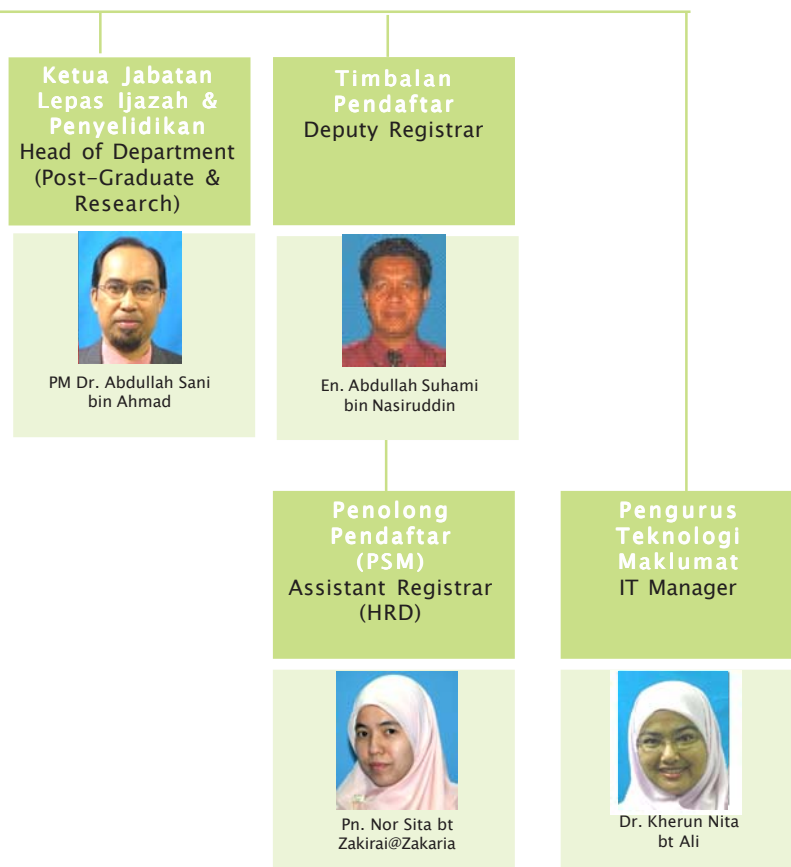 Ketua Jabatan
Lepas Ijazah &
Penyelidikan
Head of Department
(Post-Graduate &
Research)
PM Dr. Abdullah Sani
bin Ahmad
Timbalan
Pendaftar
Deputy Registrar
En. Abdullah Suhami
bin Nasiruddin
Penolong
Pendaftar
(PSM)
Assistant Registrar
(HRD)
Pn. Nor Sita bt
Zakirai@Zakaria
Pengurus
Teknologi
Maklumat
IT Manager
Dr. Kherun Nita
bt Ali